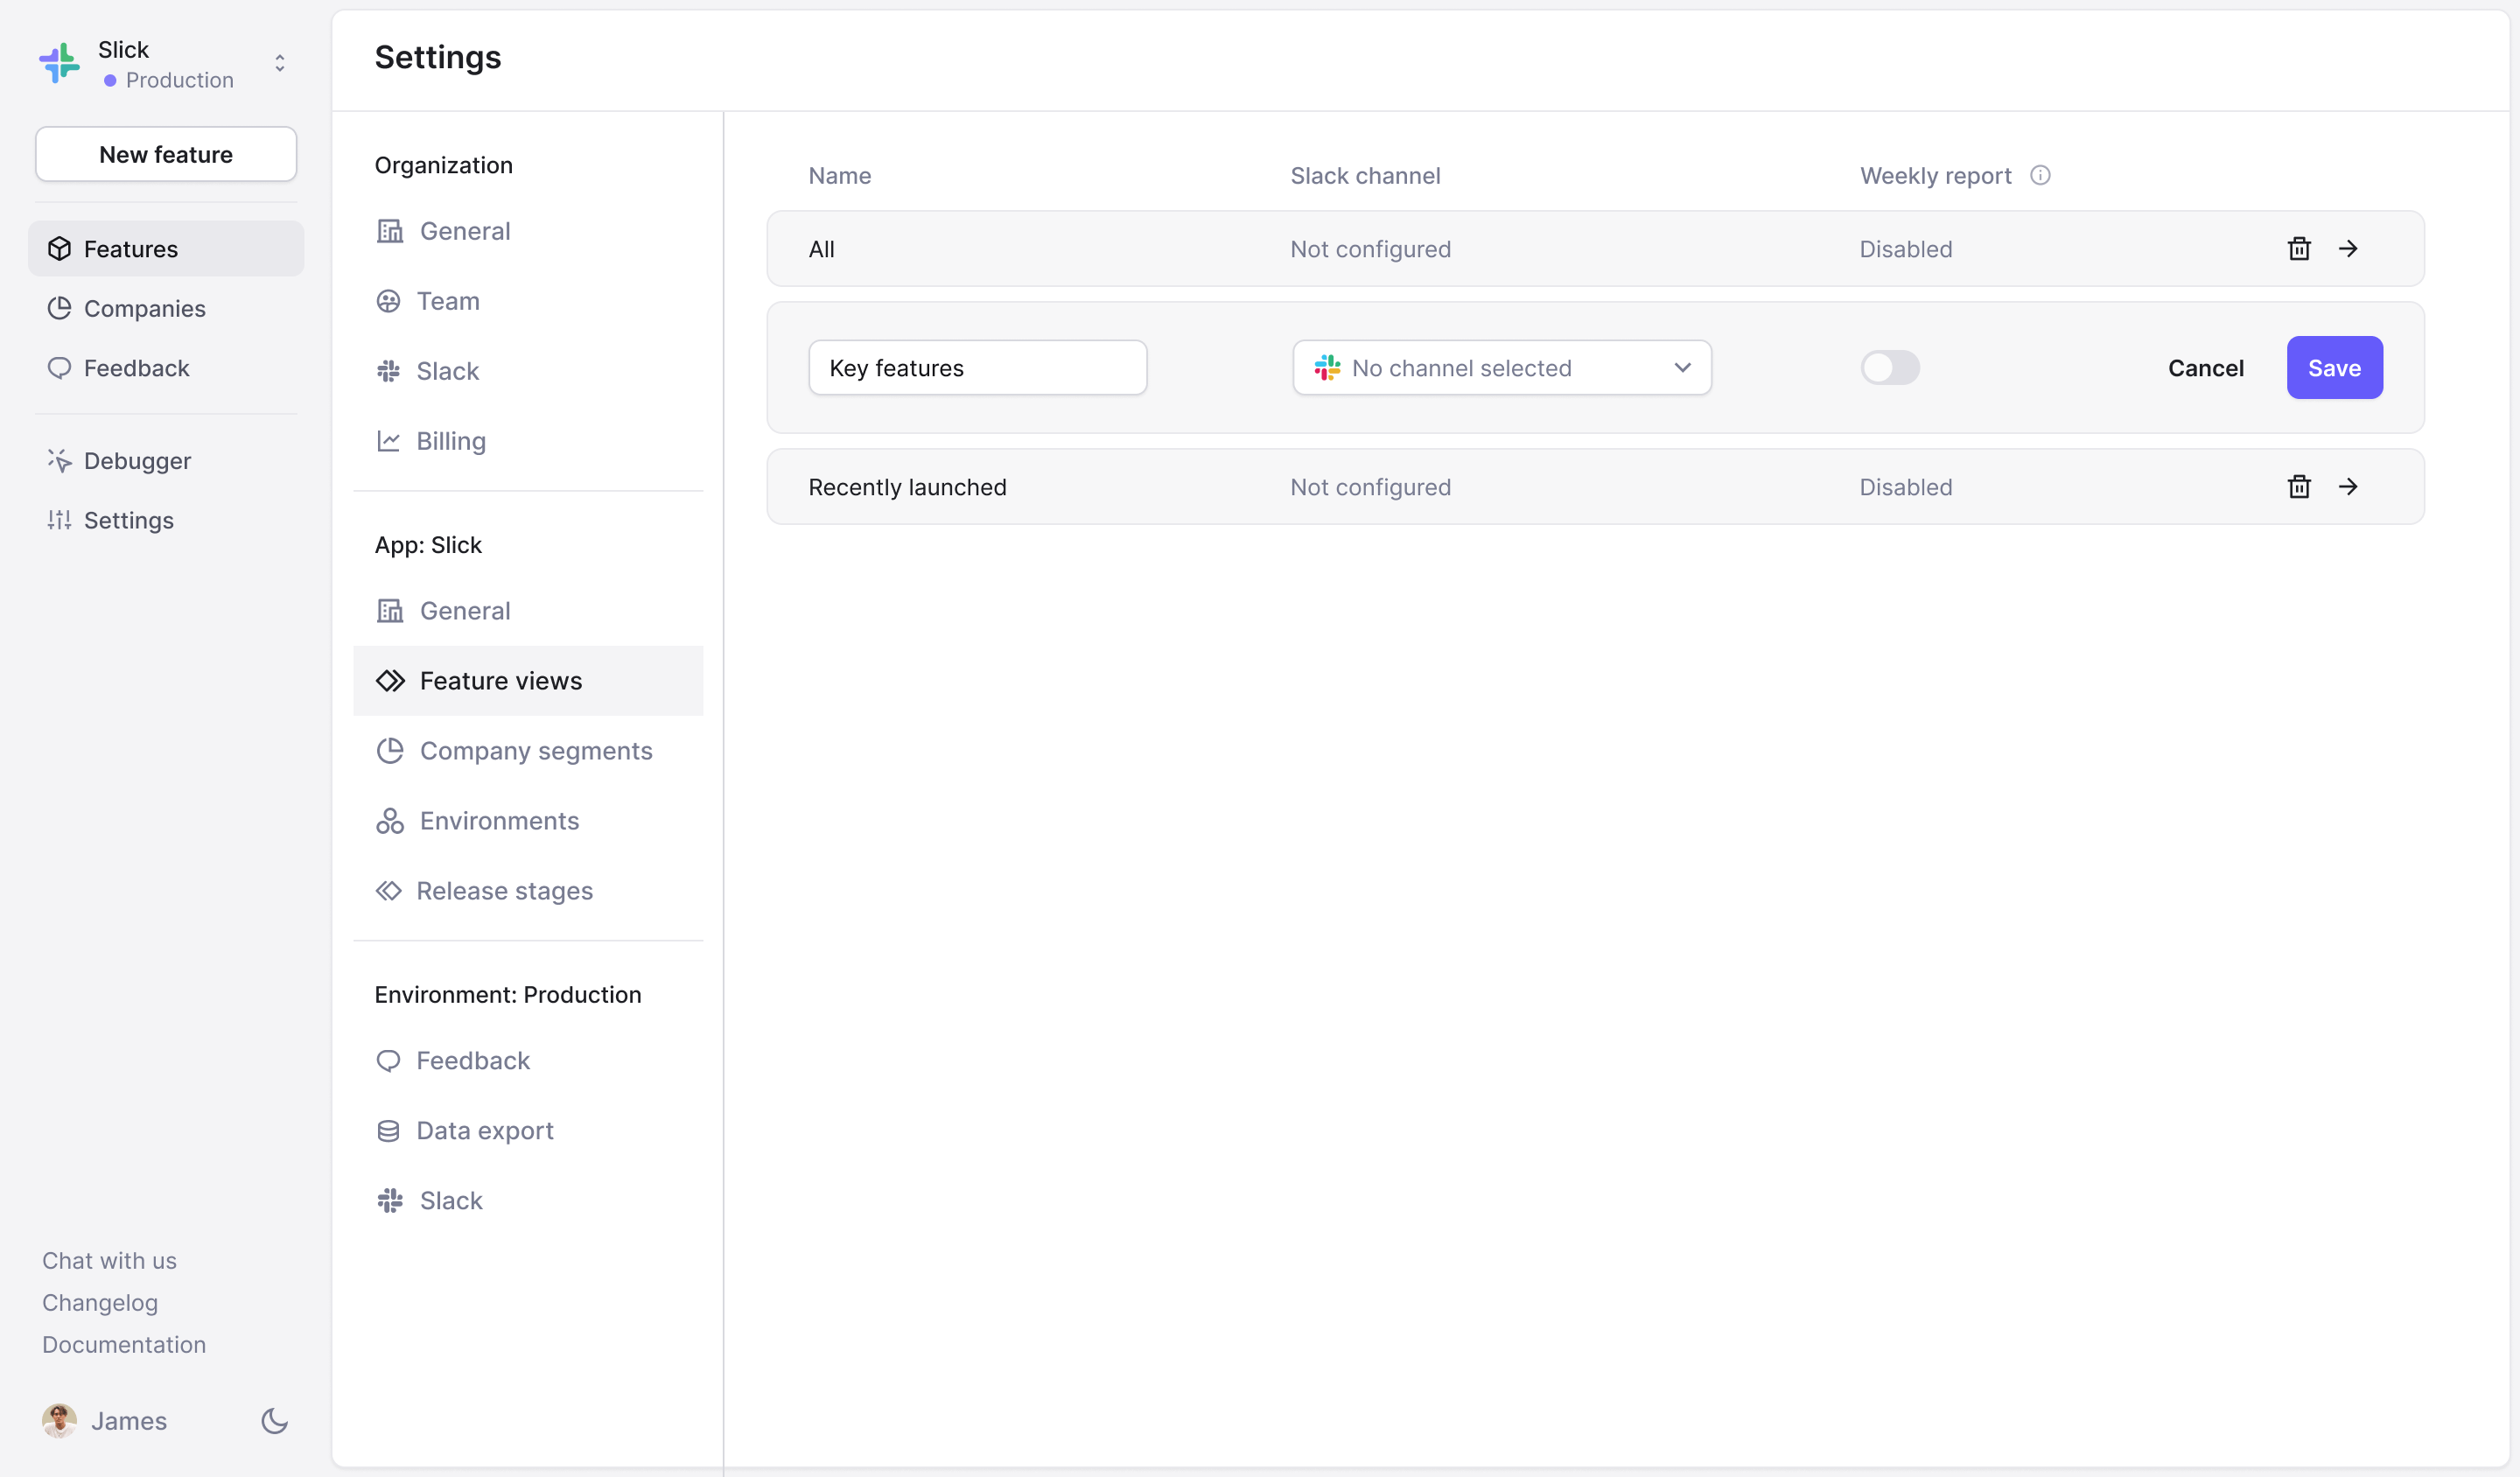 Slick
Production
New feature
Features
Companies
Feedback
Debugger
Settings
Chat with us
Changelog
Documentation
James
Settings
Organization
General
Team
Slack
Billing
App: Slick
General
Feature views
Company segments
Environments
Release stages
Environment: Production
Feedback
Data export
Slack
Name Slack channel Weekly report
All Not configured Disabled
Key features No channel selected Cancel Save
Recently launched Not configured Disabled